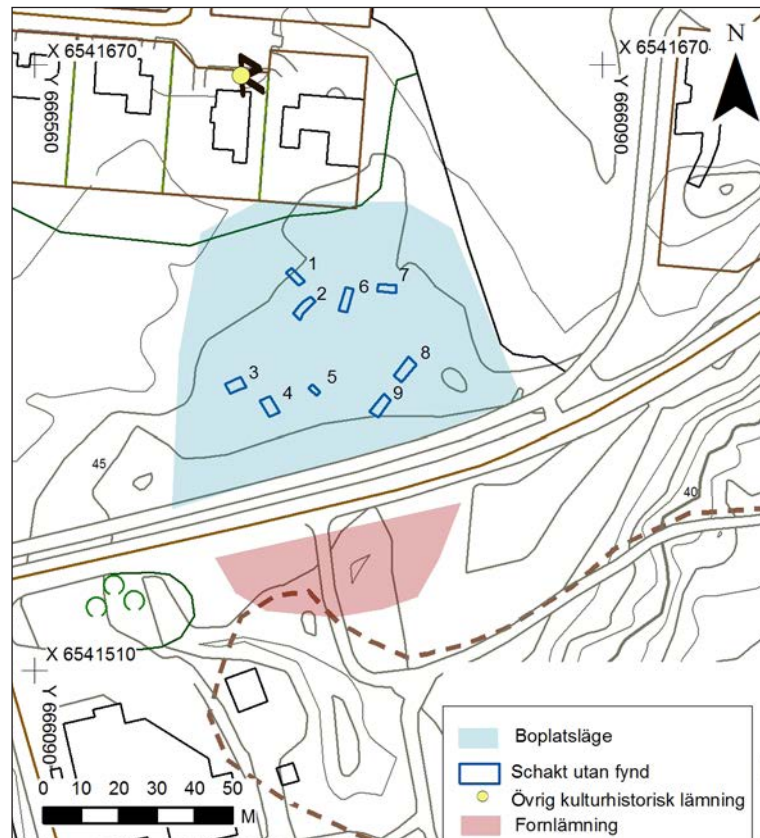 X 6541670
X 6541670
N
Y 666560
Y 666090
1
2
6
7
3
4
5
8
9
45
40
X 6541510
Y 666090
Boplatsläge
Schakt utan fynd
Övrig kulturhistorisk lämning
Fornlämning
0 10 20 30 40 50
M